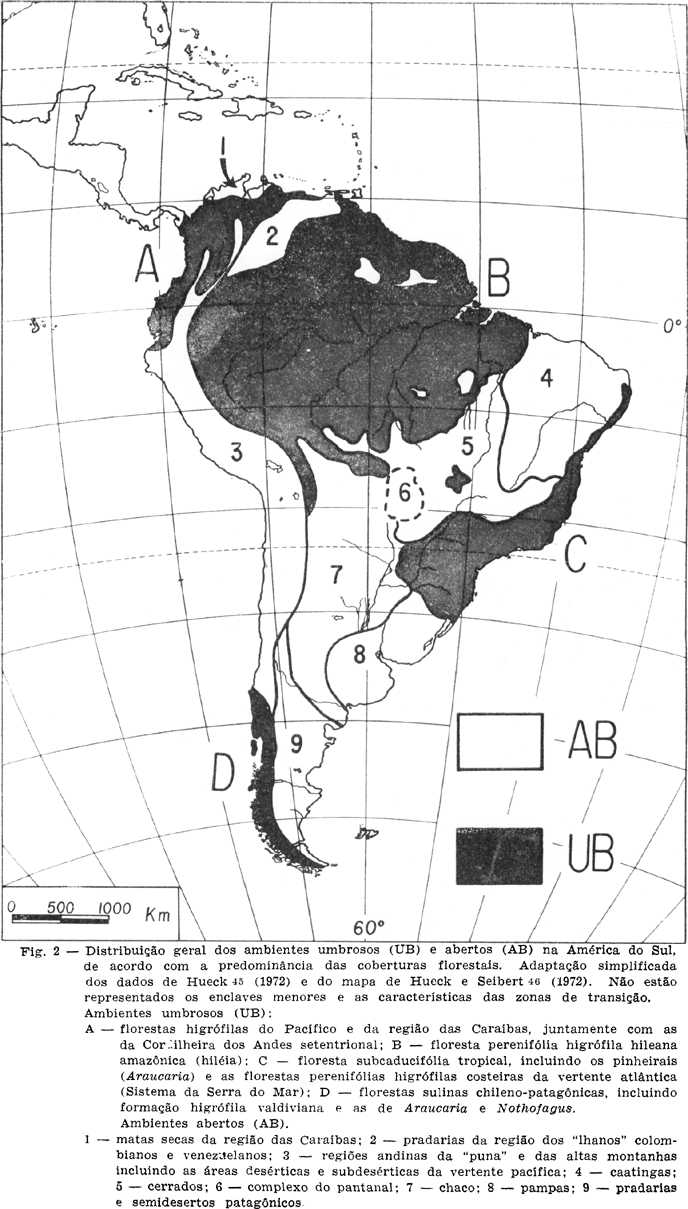 1
2
A
B
0°
4
3
5
6
C
7
8
AB
9
D
UB
0 500 1000 Km
60°
Fig. 2 — Distribuição geral dos ambientes umbrosos (UB) e abertos (AB) na América do Sul,
de acordo com a predominância das coberturas florestais. Adaptação simplificada
dos dados de Hueck 45 (1972) e do mapa de Hueck e Seibert 46 (1972). Não estão
representados os enclaves menores e as características das zonas de transição.
Ambientes umbrosos (UB):
A — florestas higrófilas do Pacífico e da região das Caraíbas, juntamente com as
da Cor.:ilheira dos Andes setentrional; B — floresta perenifólia higrófila hileana
amazônica (hiléia); C — floresta subcaducifólia tropical, incluindo os pinheirais
(Araucaria) e as florestas perenifólias higrófilas costeiras da vertente atlântica
(Sistema da Serra do Mar); D — florestas sulinas chileno-patagônicas, incluindo
formação higrófila valdiviana e as de Araucaria e Nothofagus.
Ambientes abertos (AB).
1 — matas secas da região das Caraíbas; 2 — pradarias da região dos "lhanos" colom-
bianos e venezuelanos; 3 — regiões andinas da "puna" e das altas montanhas
incluindo as áreas desérticas e subdesérticas da vertente pacífica; 4 — caatingas;
5 — cerrados; 6 — complexo do pantanal; 7 — chaco; 8 — pampas; 9 — pradarias
e semidesertos patagônicos